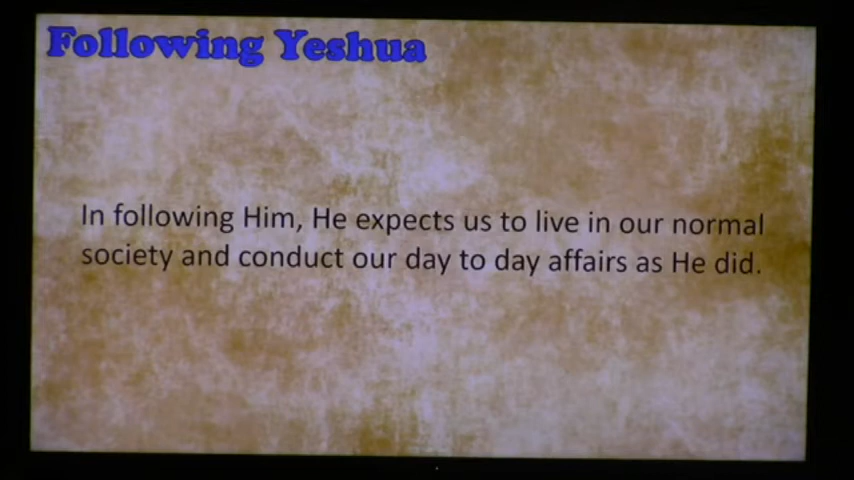 Following Yeshua
In following Him, He expects us to live in our normal
society and conduct our day to day affairs as He did.